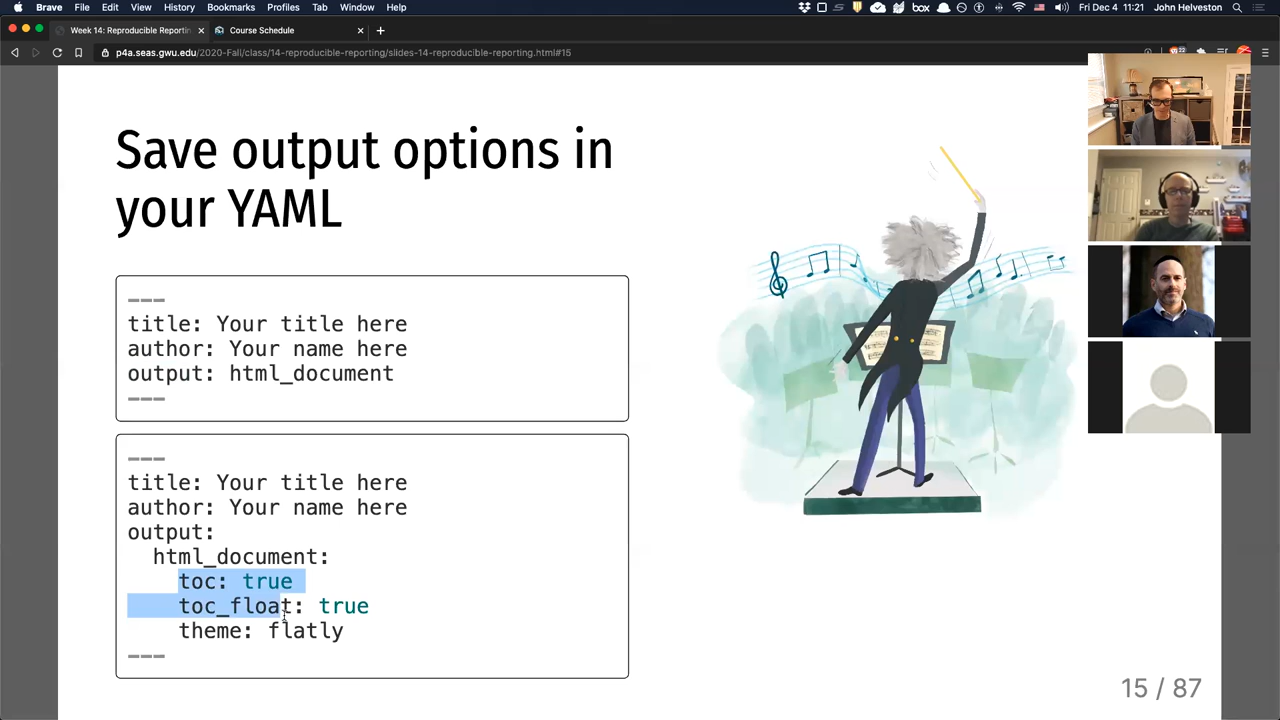 Brave File Edit View History Bookmarks Profiles Tab Window Help
box
Fri Dec 4 11:21 John Helveston
Week 14: Reproducible Reportin
Course Schedule
p4a.seas.gwu.edu/2020-Fall/class/14-reproducible-reporting/slides-14-reproducible-reporting.html#15
22
Save output options in
your YAML
---
title: Your title here
author: Your name here
output: html_document
---
---
title: Your title here
author: Your name here
output:
html_document:
toc: true
toc_float: true
theme: flatly
---
15 / 87